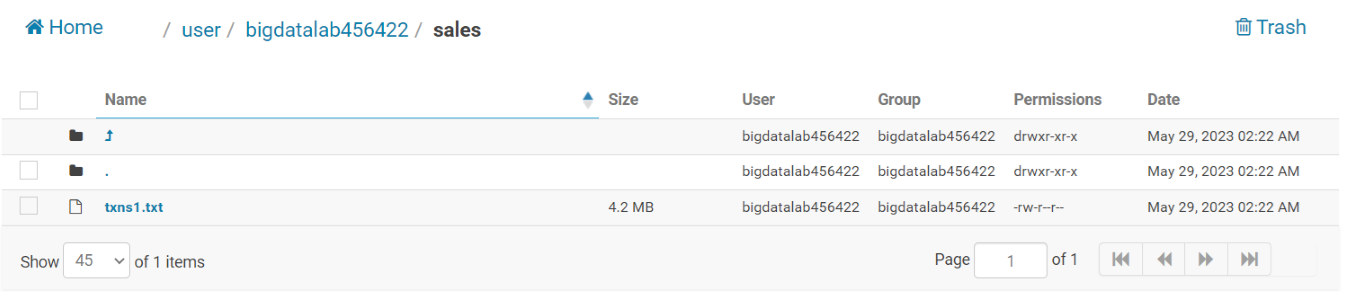 Home / user / bigdatalab456422 / sales Trash
Name Size User Group Permissions Date
bigdatalab456422 bigdatalab456422 drwxr-xr-x May 29, 2023 02:22 AM
. bigdatalab456422 bigdatalab456422 drwxr-xr-x May 29, 2023 02:22 AM
txns1.txt 4.2 MB bigdatalab456422 bigdatalab456422 -rw-r--r-- May 29, 2023 02:22 AM
Show 45 of 1 items Page 1 of 1